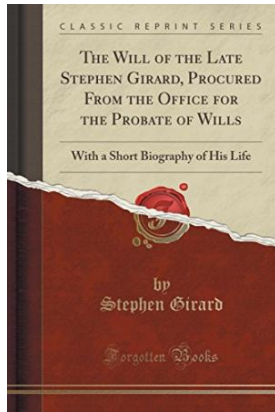 CLASSIC REPRINT SERIES
THE WILL OF THE LATE
STEPHEN GIRARD, PROCURED
FROM THE OFFICE FOR
THE PROBATE OF WILLS
With a Short Biography of His Life
by
Stephen Girard
Forgotten Books